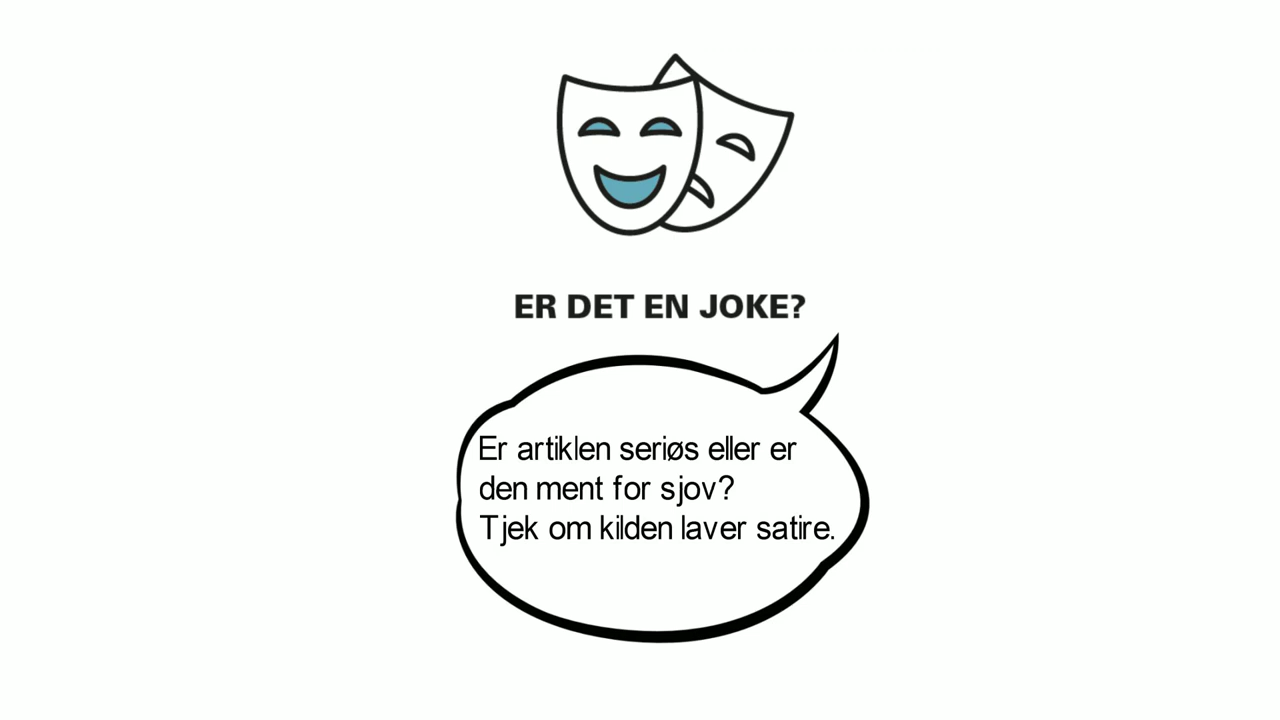 ER DET EN JOKE?
Er artiklen seriøs eller er
den ment for sjov?
Tjek om kilden laver satire.